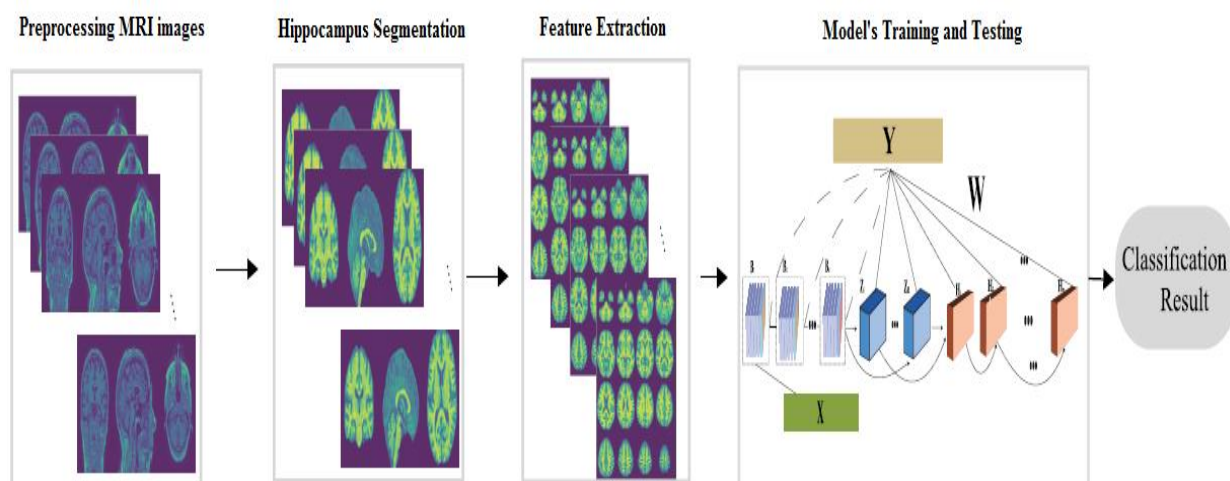 Preprocessing MRI images
Hippocampus Segmentation
Feature Extraction
Model's Training and Testing
Y
W
X
Classification
Result